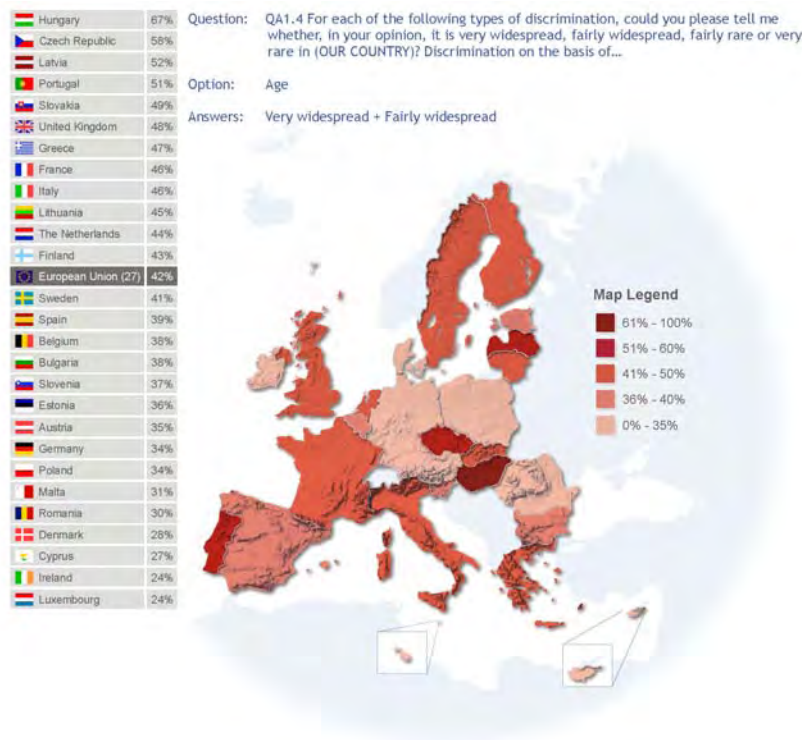 Hungary 67%
Czech Republic 58%
Latvia 52%
Portugal 51%
Slovakia 49%
United Kingdom 48%
Greece 47%
France 46%
Italy 46%
Lithuania 45%
The Netherlands 44%
Finland 43%
European Union (27) 42%
Sweden 41%
Spain 39%
Belgium 38%
Bulgaria 38%
Slovenia 37%
Estonia 36%
Austria 35%
Germany 34%
Poland 34%
Malta 31%
Romania 30%
Denmark 28%
Cyprus 27%
Ireland 24%
Luxembourg 24%
Question: QA1.4 For each of the following types of discrimination, could you please tell me
whether, in your opinion, it is very widespread, fairly widespread, fairly rare or very
rare in (OUR COUNTRY)? Discrimination on the basis of...
Option: Age
Answers: Very widespread + Fairly widespread
Map Legend
61% - 100%
51% - 60%
41% - 50%
36% - 40%
0% - 35%